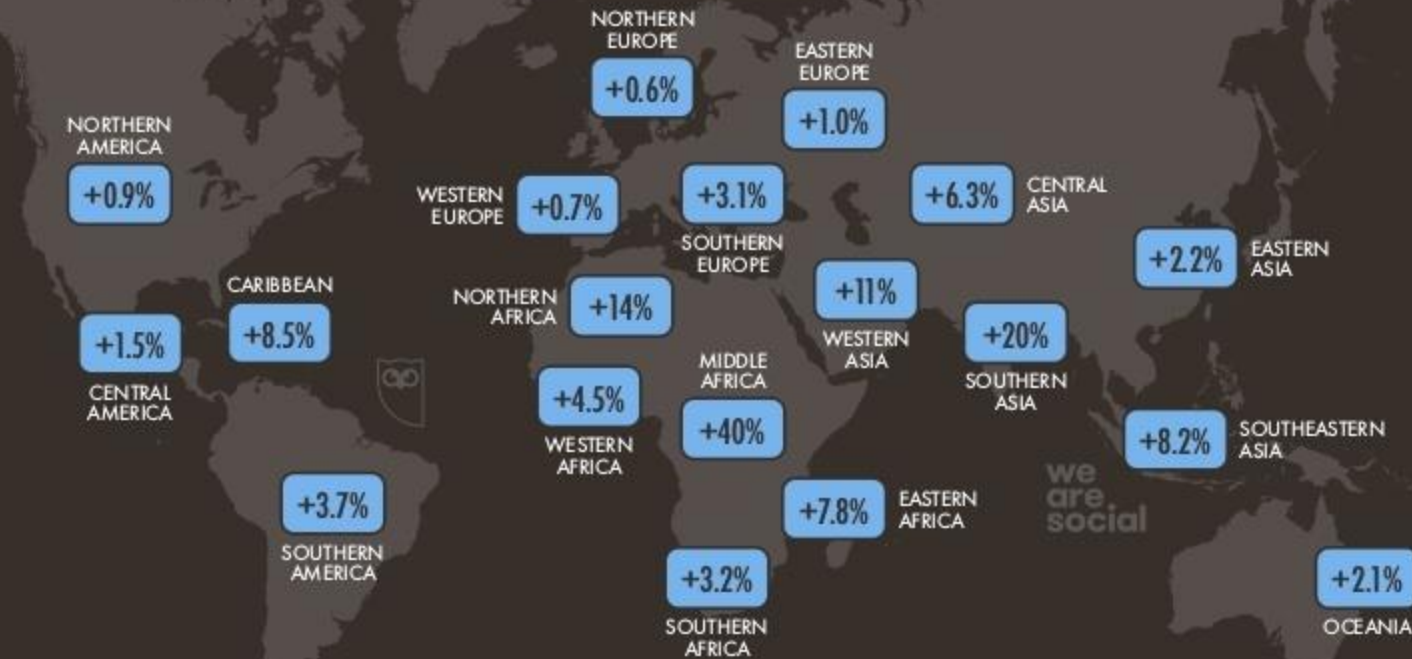 NORTHERN
EUROPE
+0.6%
EASTERN
EUROPE
+1.0%
NORTHERN
AMERICA
+0.9%
WESTERN
EUROPE
+0.7%
+3.1%
SOUTHERN
EUROPE
+6.3%
CENTRAL
ASIA
+2.2%
EASTERN
ASIA
CARIBBEAN
+8.5%
+1.5%
CENTRAL
AMERICA
NORTHERN
AFRICA
+14%
+11%
WESTERN
ASIA
+20%
SOUTHERN
ASIA
+4.5%
WESTERN
AFRICA
MIDDLE
AFRICA
+40%
+8.2%
SOUTHEASTERN
ASIA
we
are
social
+3.7%
SOUTHERN
AMERICA
+7.8%
EASTERN
AFRICA
+3.2%
SOUTHERN
AFRICA
+2.1%
OCEANIA